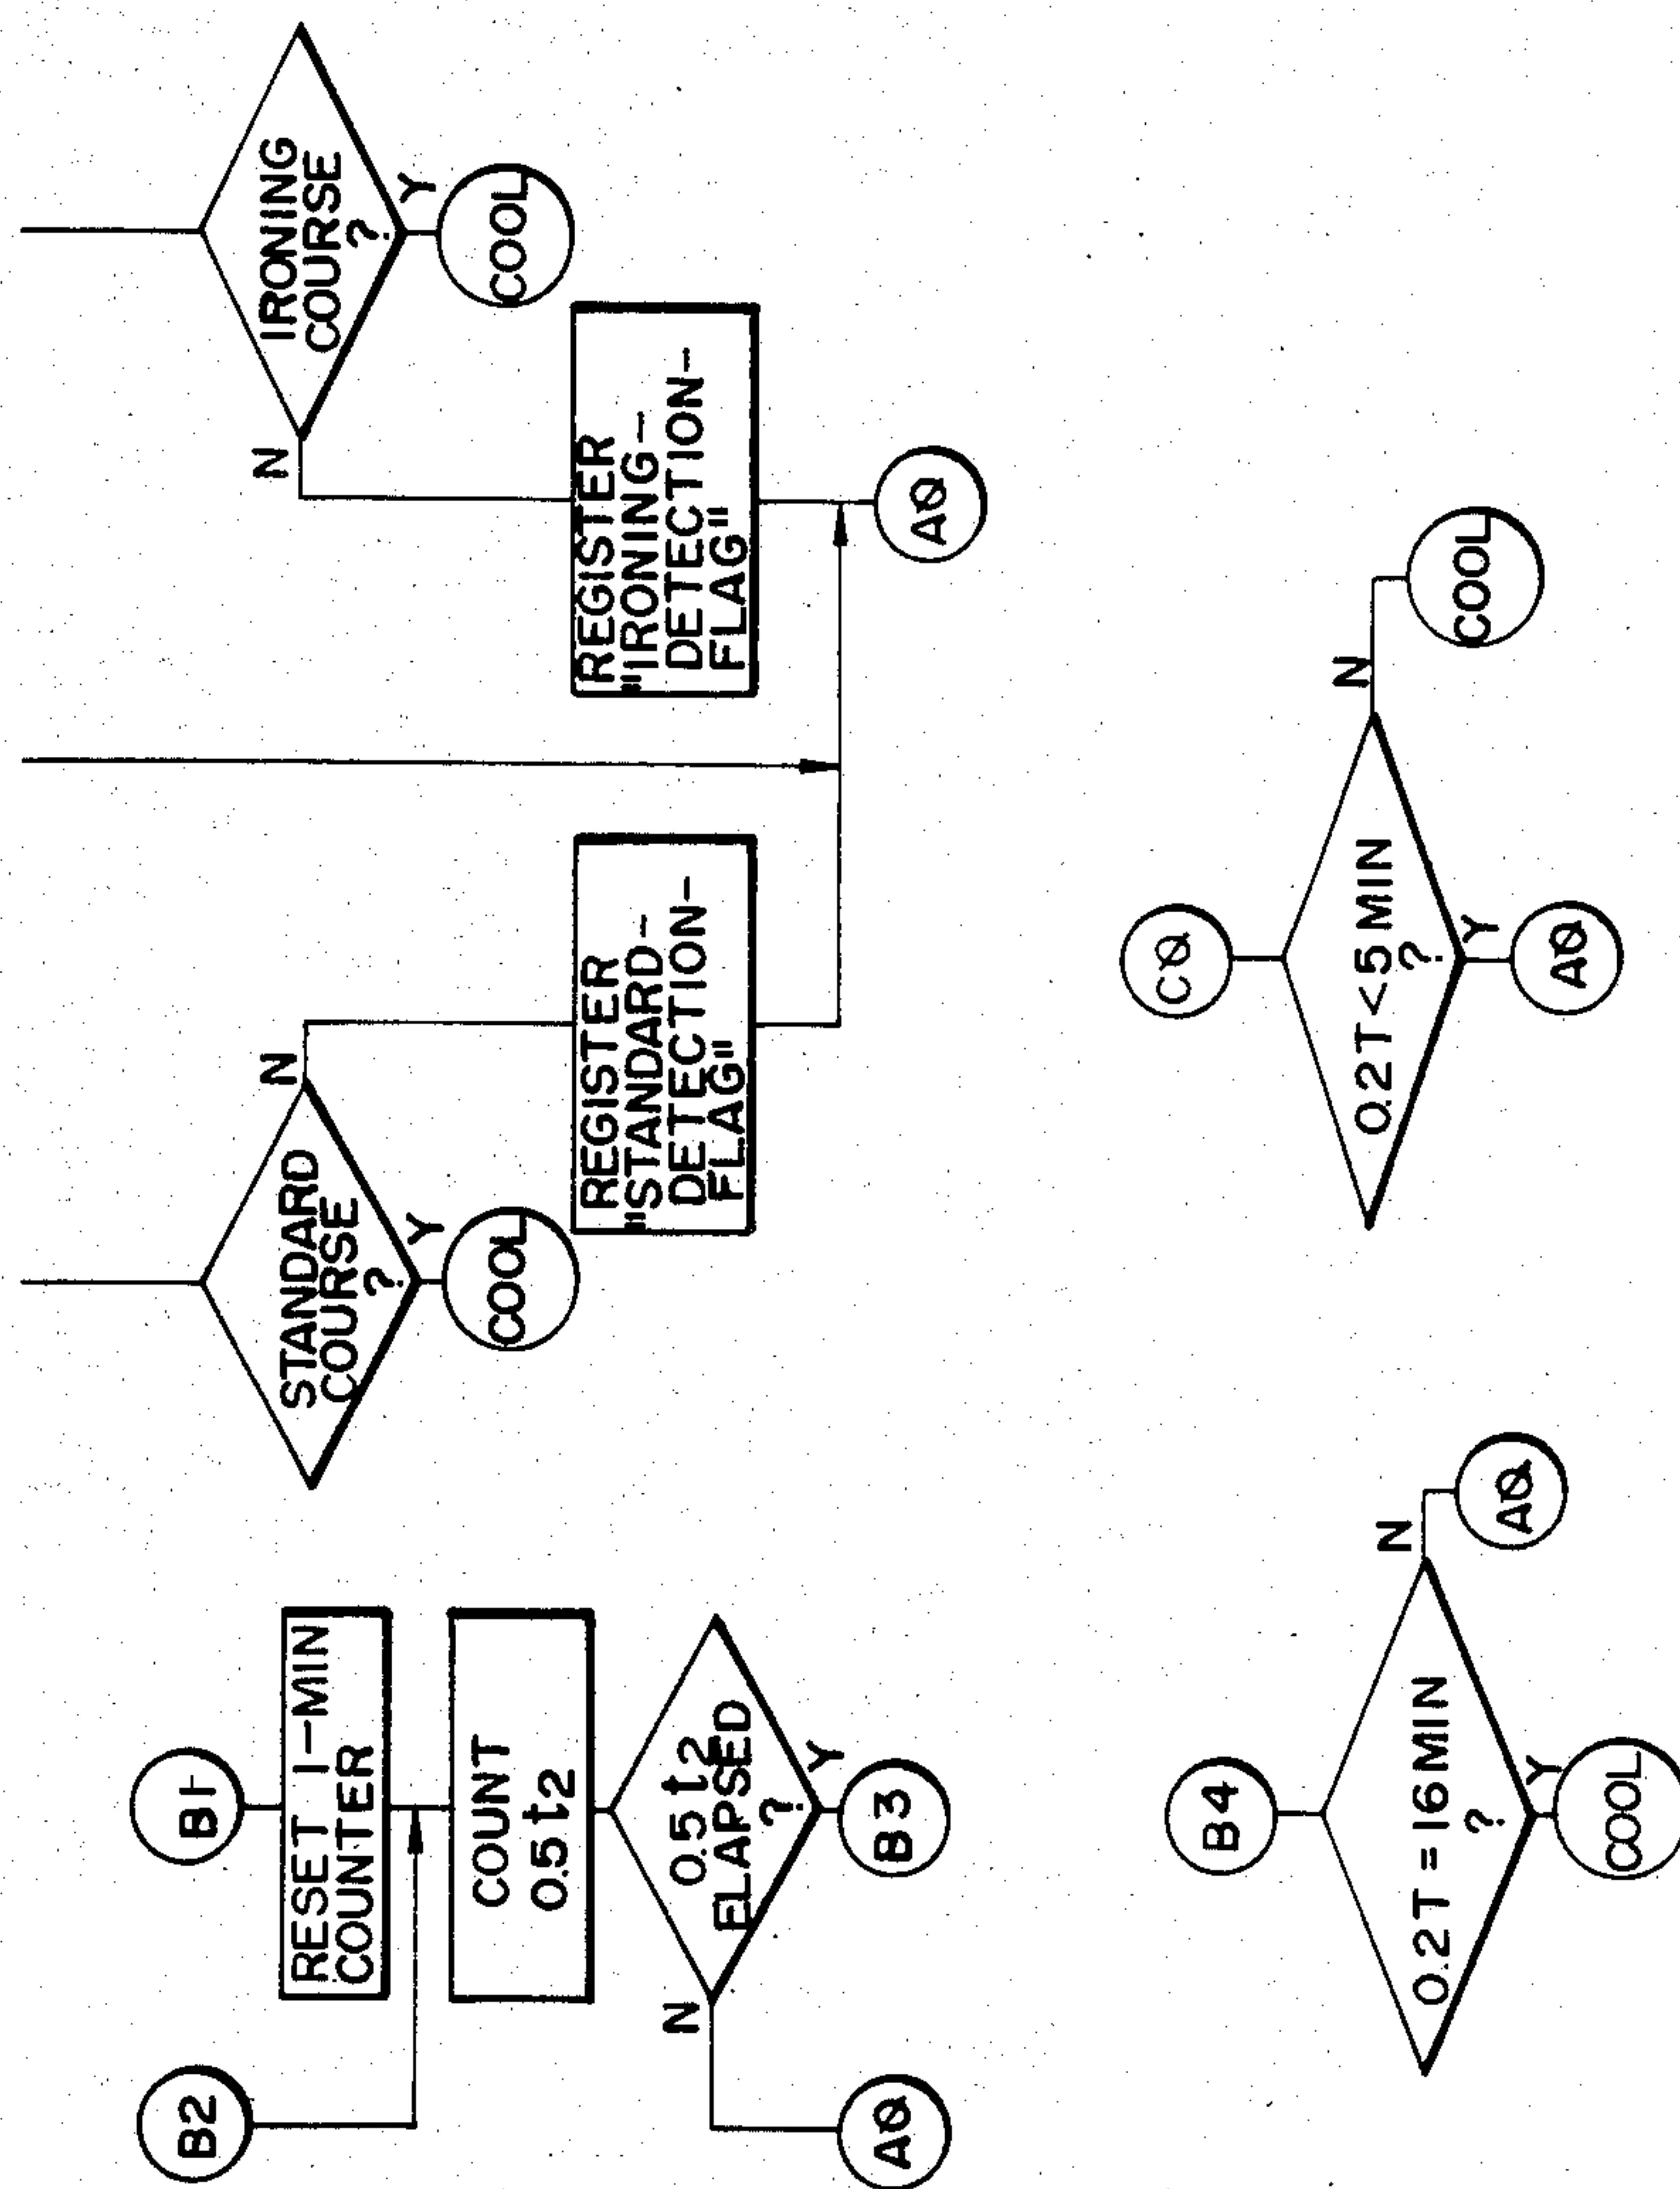 B2
B1
RESET 1-MIN
COUNTER
COUNT
0.5t2
0.5t2
ELAPSED
?
N
Y
AØ
B3
STANDARD
COURSE
?
N
Y
COOL
REGISTER
"STANDARD-
DETECTION-
FLAG"
IRONING
COURSE
?
N
Y
COOL
REGISTER
"IRONING-
DETECTION-
FLAG"
AØ
B4
0.2T = 16MIN
?
N
AØ
Y
COOL
CØ
0.2T < 5 MIN
?
N
COOL
Y
AØ